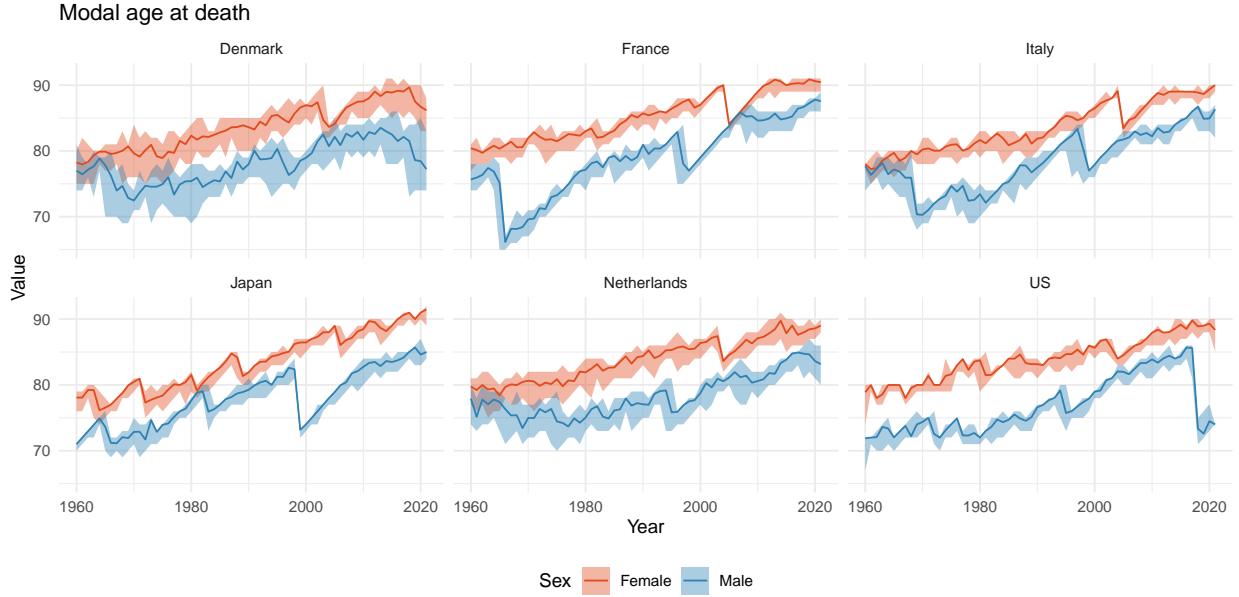 Modal age at death
Denmark
France
Italy
90
80
70
Japan
Netherlands
US
90
80
70
1960 1980 2000 2020
1960 1980 2000 2020
1960 1980 2000 2020
Value
Year
Sex Female Male